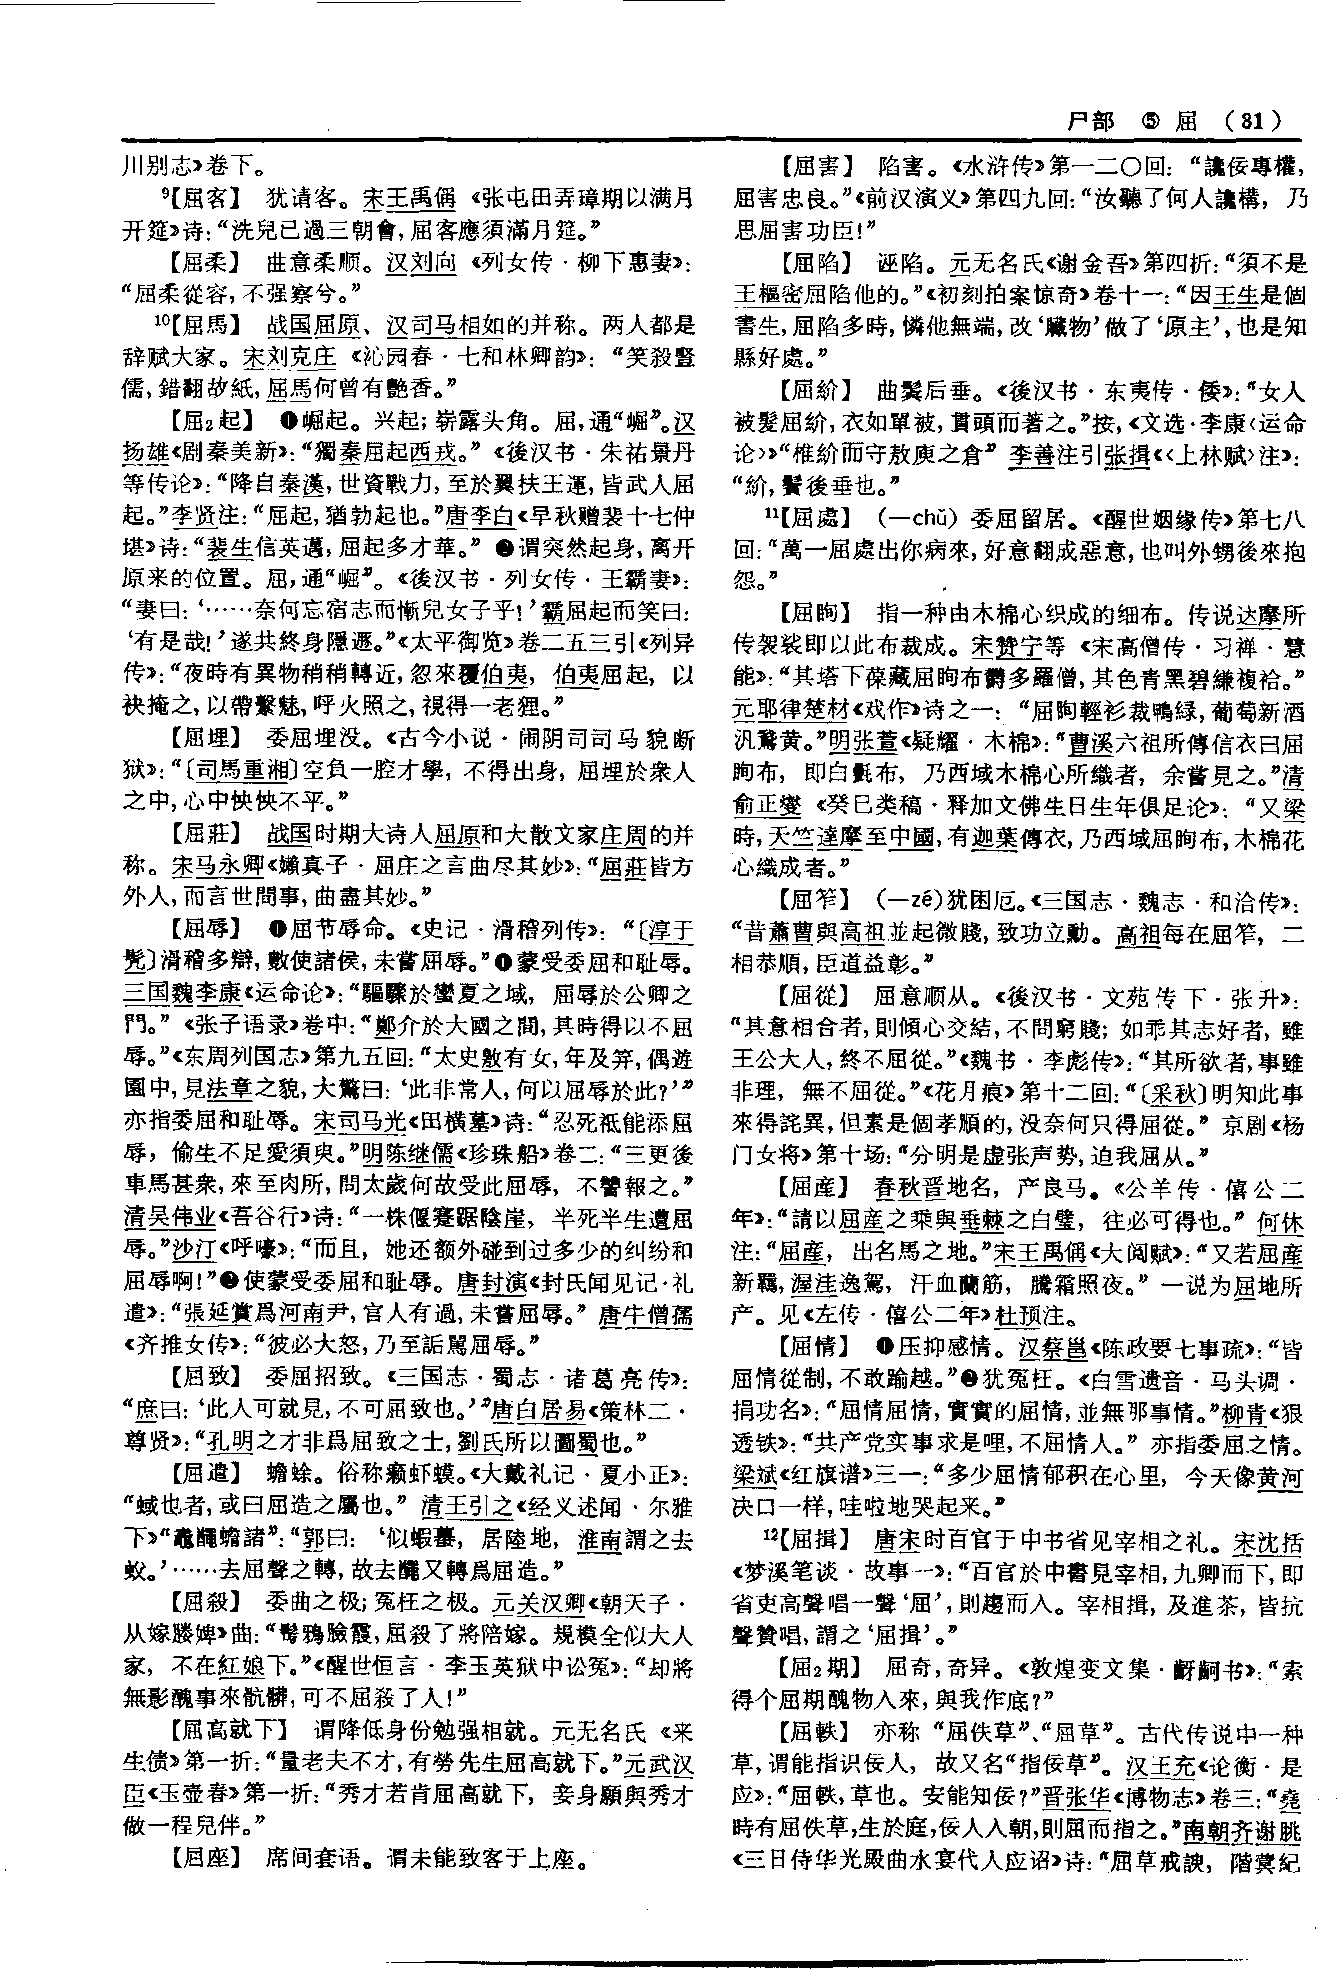 尸部 ⑤ 屈 (31)
川别志》卷下。
⁹【屈客】 犹请客。宋王禹偁《张屯田弄璋期以满月
开筵》诗：“洗兒已過三朝會，屈客應須滿月筵。”
【屈柔】 曲意柔顺。汉刘向《列女传·柳下惠妻》：
“屈柔從容，不强察兮。”
¹⁰【屈馬】 战国屈原、汉司马相如的并称。两人都是
辞赋大家。宋刘克庄《沁园春·七和林卿韵》：“笑殺豎
儒，錯翻故紙，屈馬何曾有艷香。”
【屈₂起】 ❶崛起。兴起；崭露头角。屈，通“崛”。汉
扬雄《剧秦美新》：“獨秦屈起西戎。”《後汉书·朱祐景丹
等传论》：“降自秦漢，世資戰力，至於翼扶王運，皆武人屈
起。”李贤注：“屈起，猶勃起也。”唐李白《早秋赠裴十七仲
堪》诗：“裴生信英邁，屈起多才華。”❷谓突然起身，离开
原来的位置。屈，通“崛”。《後汉书·列女传·王霸妻》：
“妻曰：‘……奈何忘宿志而慚兒女子乎！’霸屈起而笑曰：
‘有是哉！’遂共終身隱遯。”《太平御览》卷二五三引《列异
传》：“夜時有異物稍稍轉近，忽來覆伯夷，伯夷屈起，以
袂掩之，以帶繫魅，呼火照之，視得一老貍。”
【屈埋】 委屈埋没。《古今小说·闹阴司司马貌断
狱》：“〔司馬重湘〕空負一腔才學，不得出身，屈埋於衆人
之中，心中怏怏不平。”
【屈莊】 战国时期大诗人屈原和大散文家庄周的并
称。宋马永卿《嬾真子·屈庄之言曲尽其妙》：“屈莊皆方
外人，而言世間事，曲盡其妙。”
【屈辱】 ❶屈节辱命。《史记·滑稽列传》：“〔淳于
髡〕滑稽多辯，數使諸侯，未嘗屈辱。”❶蒙受委屈和耻辱。
三国魏李康《运命论》：“驅驟於蠻夏之域，屈辱於公卿之
門。”《张子语录》卷中：“鄭介於大國之間，其時得以不屈
辱。”《东周列国志》第九五回：“太史敫有女，年及笄，偶遊
園中，見法章之貌，大驚曰：‘此非常人，何以屈辱於此？’”
亦指委屈和耻辱。宋司马光《田横墓》诗：“忍死祗能添屈
辱，偷生不足愛須臾。”明陈继儒《珍珠船》卷二：“三更後
車馬甚衆，來至肉所，問太歲何故受此屈辱，不讐報之。”
清吴伟业《吾谷行》诗：“一株偃蹇踞陰崖，半死半生遭屈
辱。”沙汀《呼嚎》：“而且，她还额外碰到过多少的纠纷和
屈辱啊！”❷使蒙受委屈和耻辱。唐封演《封氏闻见记·礼
遣》：“張延賞爲河南尹，官人有過，未嘗屈辱。”唐牛僧孺
《齐推女传》：“彼必大怒，乃至詬駡屈辱。”
【屈致】 委屈招致。《三国志·蜀志·诸葛亮传》：
“庶曰：‘此人可就見，不可屈致也。’”唐白居易《策林二·
尊贤》：“孔明之才非爲屈致之士，劉氏所以圖蜀也。”
【屈造】 蟾蜍。俗称癞虾蟆。《大戴礼记·夏小正》：
“蜮也者，或曰屈造之屬也。”清王引之《经义述闻·尔雅
下》“鼁𪓰蟾諸”：“郭曰：‘似蝦蟇，居陸地，淮南謂之去
蚥。’……去屈聲之轉，故去𪓰又轉爲屈造。”
【屈殺】 委曲之极；冤枉之极。元关汉卿《朝天子·
从嫁媵婢》曲：“髩鴉臉霞，屈殺了將陪嫁。規模全似大人
家，不在紅娘下。”《醒世恒言·李玉英狱中讼冤》：“却將
無影醜事來骯髒，可不屈殺了人！”
【屈高就下】 谓降低身份勉强相就。元无名氏《来
生债》第一折：“量老夫不才，有勞先生屈高就下。”元武汉
臣《玉壶春》第一折：“秀才若肯屈高就下，妾身願與秀才
做一程兒伴。”
【屈座】 席间套语。谓未能致客于上座。
【屈害】 陷害。《水浒传》第一二〇回：“讒佞專權，
屈害忠良。”《前汉演义》第四九回：“汝聽了何人讒構，乃
思屈害功臣！”
【屈陷】 诬陷。元无名氏《谢金吾》第四折：“須不是
王樞密屈陷他的。”《初刻拍案惊奇》卷十一：“因王生是個
書生，屈陷多時，憐他無端，改‘贓物’做了‘原主’，也是知
縣好處。”
【屈紒】 曲鬟后垂。《後汉书·东夷传·倭》：“女人
被髮屈紒，衣如單被，貫頭而著之。”按，《文选·李康〈运命
论〉》“椎紒而守敖庾之倉”李善注引张揖《〈上林赋〉注》：
“紒，鬢後垂也。”
¹¹【屈處】 （—chǔ）委屈留居。《醒世姻缘传》第七八
回：“萬一屈處出你病來，好意翻成惡意，也叫外甥後來抱
怨。”
【屈眴】 指一种由木棉心织成的细布。传说达摩所
传袈裟即以此布裁成。宋赞宁等《宋高僧传·习禅·慧
能》：“其塔下葆藏屈眴布鬱多羅僧，其色青黑碧縑複袷。”
元耶律楚材《戏作》诗之一：“屈眴輕衫裁鴨緑，葡萄新酒
汎鵞黄。”明张萱《疑耀·木棉》：“曹溪六祖所傳信衣曰屈
眴布，即白氎布，乃西域木棉心所織者，余嘗見之。”清
俞正燮《癸巳类稿·释加文佛生日生年俱足论》：“又梁
時，天竺達摩至中國，有迦葉傳衣，乃西域屈眴布，木棉花
心織成者。”
【屈笮】 （—zé）犹困厄。《三国志·魏志·和洽传》：
“昔蕭曹與高祖並起微賤，致功立勳。高祖每在屈笮，二
相恭順，臣道益彰。”
【屈從】 屈意顺从。《後汉书·文苑传下·张升》：
“其意相合者，則傾心交結，不問窮賤；如乖其志好者，雖
王公大人，終不屈從。”《魏书·李彪传》：“其所欲者，事雖
非理，無不屈從。”《花月痕》第十二回：“〔采秋〕明知此事
來得詫異，但素是個孝順的，没奈何只得屈從。”京剧《杨
门女将》第十场：“分明是虚张声势，迫我屈从。”
【屈産】 春秋晋地名，产良马。《公羊传·僖公二
年》：“請以屈産之乘與垂棘之白璧，往必可得也。”何休
注：“屈産，出名馬之地。”宋王禹偁《大阅赋》：“又若屈産
新羈，渥洼逸駕，汗血蘭筋，騰霜照夜。”一说为屈地所
产。见《左传·僖公二年》杜预注。
【屈情】 ❶压抑感情。汉蔡邕《陈政要七事疏》：“皆
屈情從制，不敢踰越。”❷犹冤枉。《白雪遗音·马头调·
捐功名》：“屈情屈情，實實的屈情，並無那事情。”柳青《狠
透铁》：“共产党实事求是哩，不屈情人。”亦指委屈之情。
梁斌《红旗谱》三一：“多少屈情郁积在心里，今天像黄河
决口一样，哇啦地哭起来。”
¹²【屈揖】 唐宋时百官于中书省见宰相之礼。宋沈括
《梦溪笔谈·故事一》：“百官於中書見宰相，九卿而下，即
省吏高聲唱一聲‘屈’，則趨而入。宰相揖，及進茶，皆抗
聲贊唱，謂之‘屈揖’。”
【屈₂期】 屈奇，奇异。《敦煌变文集·齖䶗书》：“索
得个屈期醜物入來，與我作底？”
【屈軼】 亦称“屈佚草”、“屈草”。古代传说中一种
草，谓能指识佞人，故又名“指佞草”。汉王充《论衡·是
应》：“屈軼，草也。安能知佞？”晋张华《博物志》卷三：“堯
時有屈佚草，生於庭，佞人入朝，則屈而指之。”南朝齐谢朓
《三日侍华光殿曲水宴代人应诏》诗：“屈草戒諛，階蓂紀